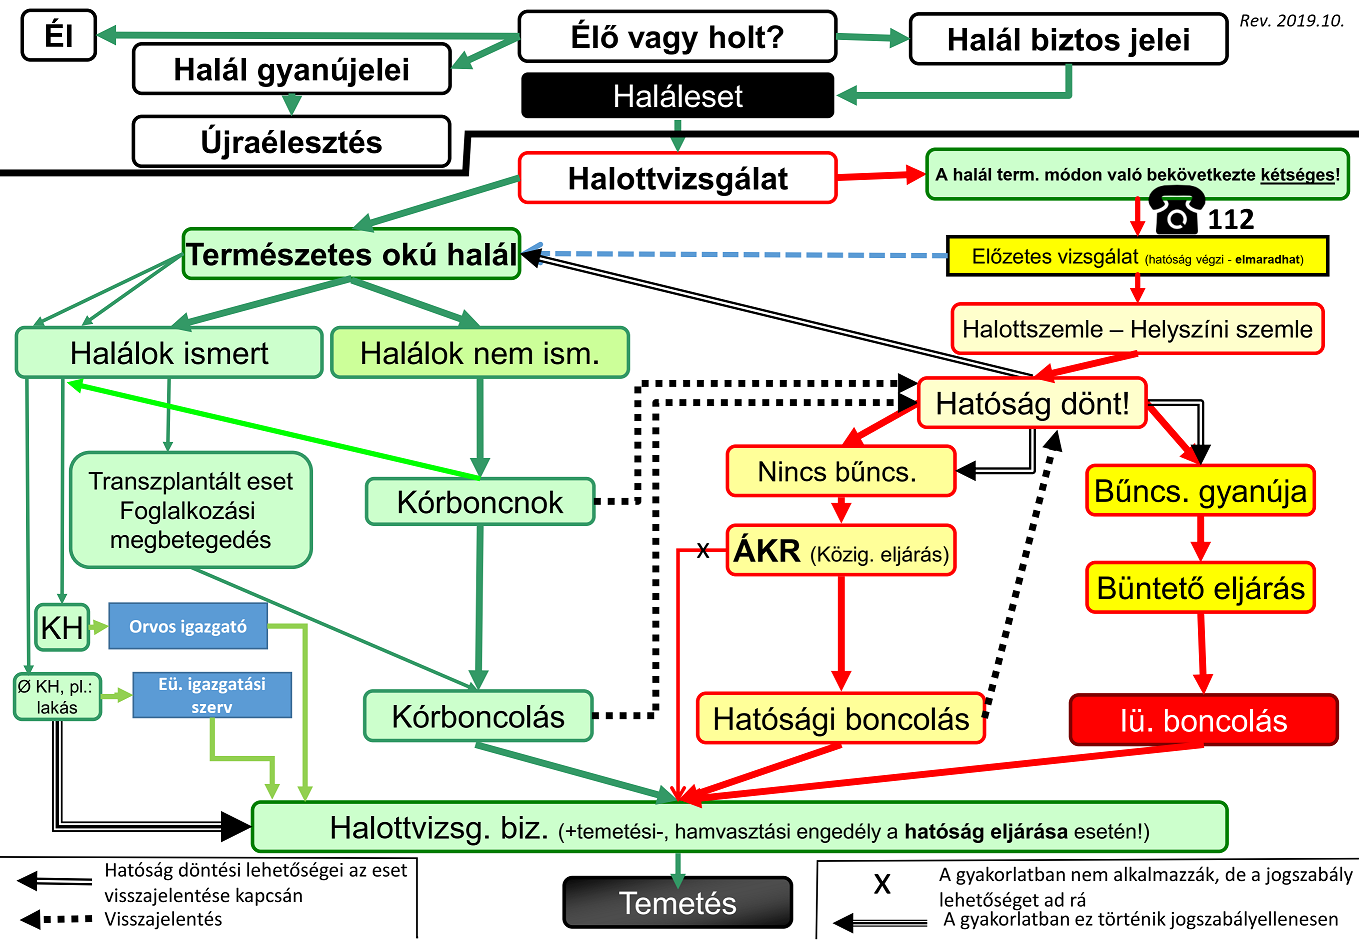 Rev. 2019.10.
Él
Élő vagy holt?
Halál biztos jelei
Halál gyanújelei
Haláleset
Újraélesztés
Halottvizsgálat
A halál term. módon való bekövetkezte kétséges!
112
Természetes okú halál
Előzetes vizsgálat (hatóság végzi - elmaradhat)
Halottszemle – Helyszíni szemle
Halálok ismert
Halálok nem ism.
Hatóság dönt!
Nincs bűncs.
Bűncs. gyanúja
Transzplantált eset
Foglalkozási
megbetegedés
Kórboncnok
x
ÁKR (Közig. eljárás)
Büntető eljárás
KH
Orvos igazgató
Ø KH, pl.:
lakás
Eü. igazgatási
szerv
Kórboncolás
Hatósági boncolás
Iü. boncolás
Halottvizsg. biz. (+temetési-, hamvasztási engedély a hatóság eljárása esetén!)
Temetés
Hatóság döntési lehetőségei az eset
visszajelentése kapcsán
Visszajelentés
X
A gyakorlatban nem alkalmazzák, de a jogszabály
lehetőséget ad rá
A gyakorlatban ez történik jogszabályellenesen